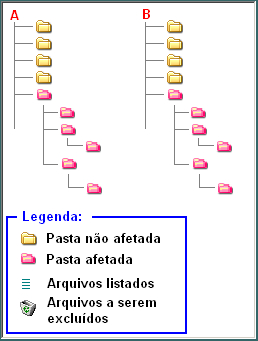 A B
Legenda:
Pasta não afetada
Pasta afetada
Arquivos listados
Arquivos a serem
excluídos